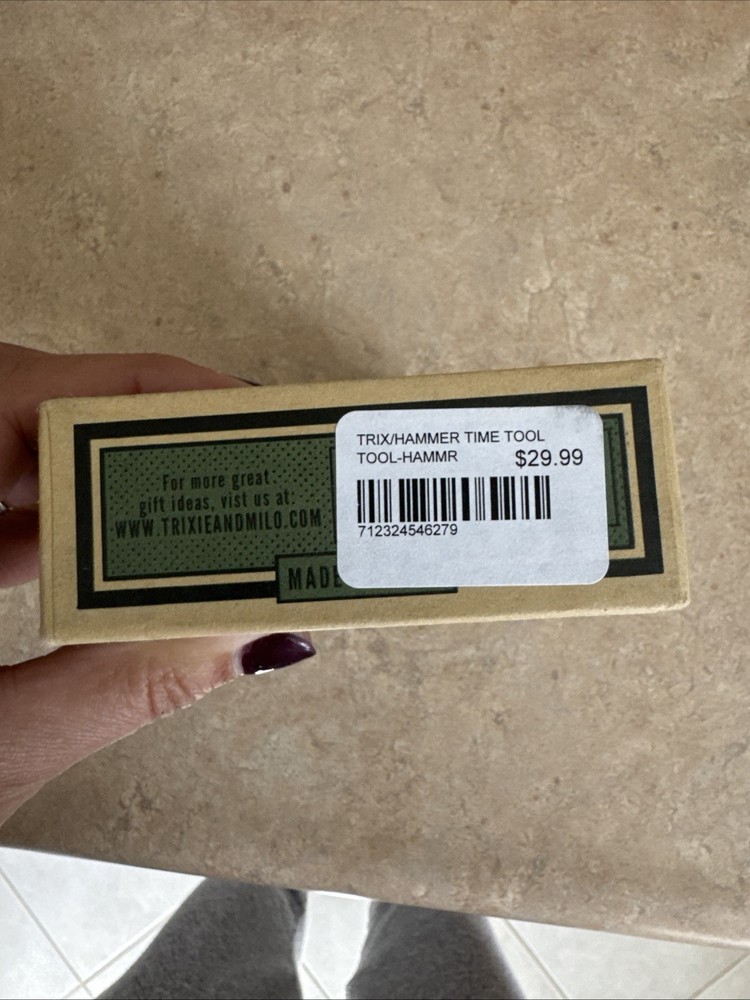 For more great
gift ideas, vist us at:
WWW.TRIXIEANDMILO.COM
MADE
TRIX/HAMMER TIME TOOL
TOOL-HAMMR $29.99
712324546279